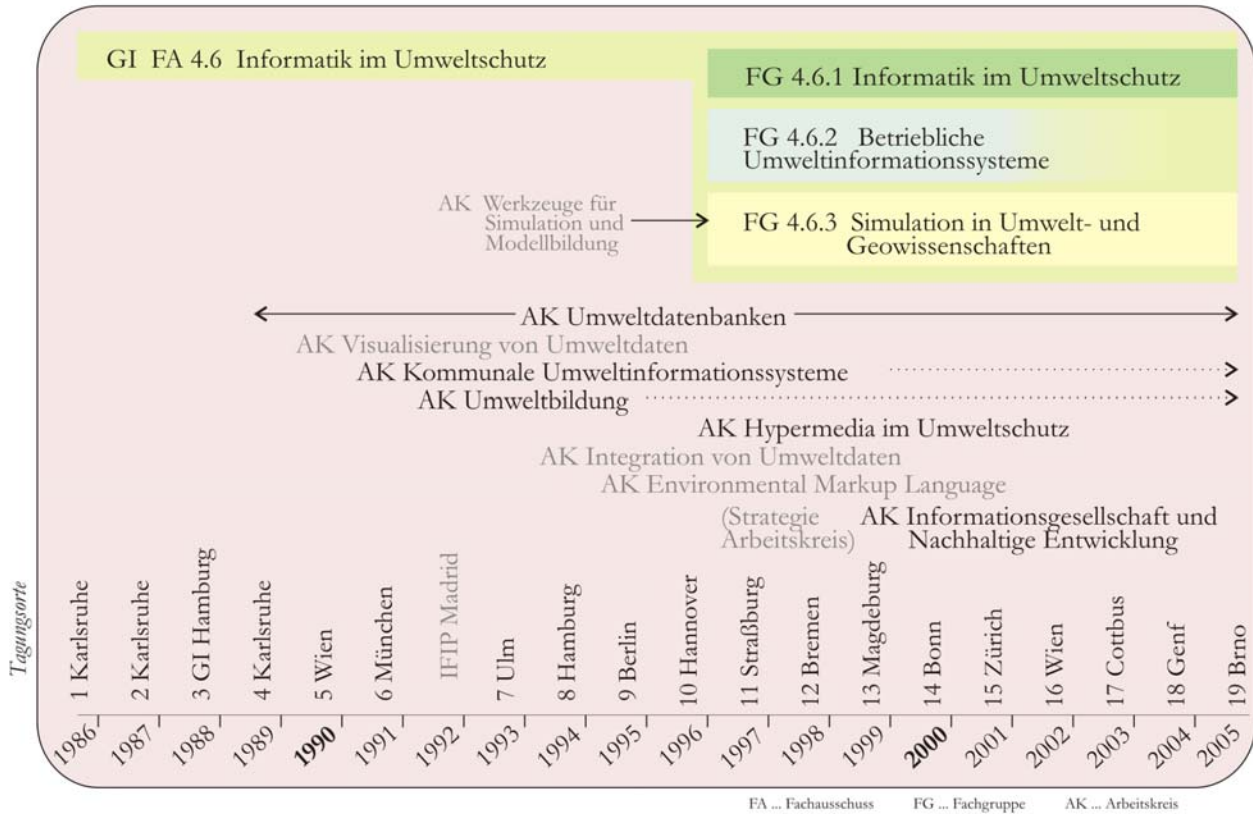 GI FA 4.6 Informatik im Umweltschutz
FG 4.6.1 Informatik im Umweltschutz
FG 4.6.2 Betriebliche
Umweltinformationssysteme
AK Werkzeuge für
Simulation und
Modellbildung
FG 4.6.3 Simulation in Umwelt- und
Geowissenschaften
AK Umweltdatenbanken
AK Visualisierung von Umweltdaten
AK Kommunale Umweltinformationssysteme
AK Umweltbildung
AK Hypermedia im Umweltschutz
AK Integration von Umweltdaten
AK Environmental Markup Language
(Strategie
Arbeitskreis)
AK Informationsgesellschaft und
Nachhaltige Entwicklung
Tagungsorte
1 Karlsruhe
2 Karlsruhe
3 GI Hamburg
4 Karlsruhe
5 Wien
6 München
IFIP Madrid
7 Ulm
8 Hamburg
9 Berlin
10 Hannover
11 Straßburg
12 Bremen
13 Magdeburg
14 Bonn
15 Zürich
16 Wien
17 Cottbus
18 Genf
19 Brno
1986
1987
1988
1989
1990
1991
1992
1993
1994
1995
1996
1997
1998
1999
2000
2001
2002
2003
2004
2005
FA ... Fachausschuss
FG ... Fachgruppe
AK ... Arbeitskreis